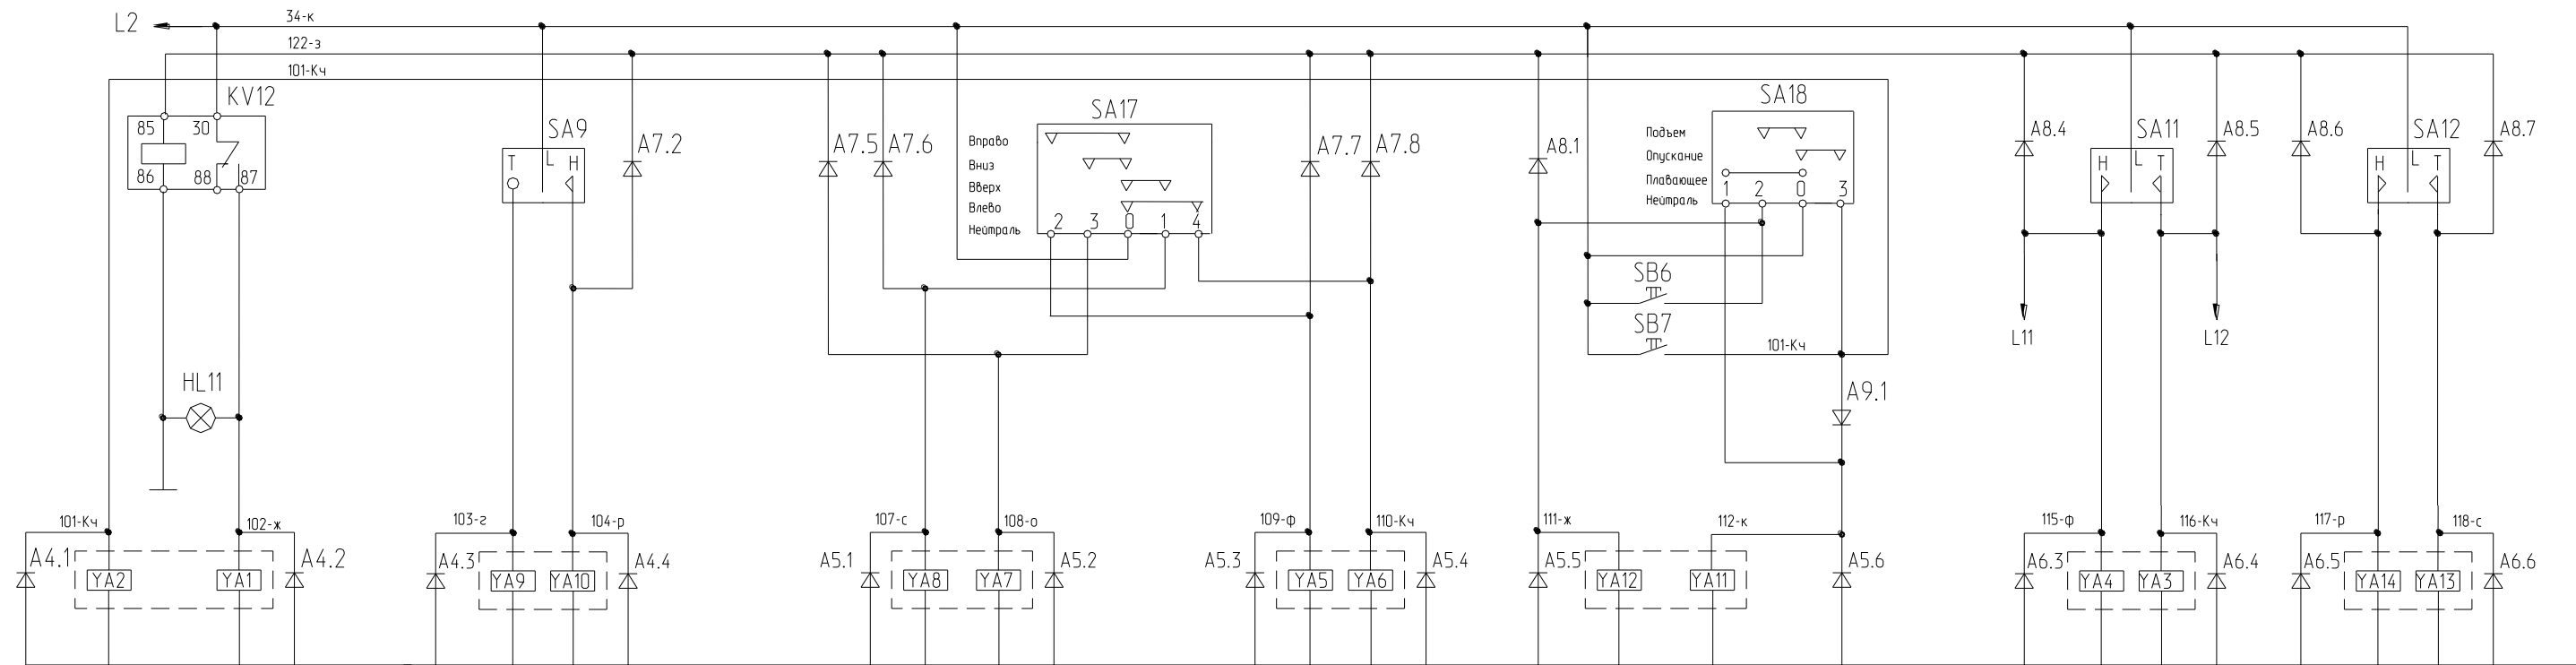 L2
34-к
122-з
101-Кч
KV12
85 30
86 88 87
HL11
SA9
T L H
A7.2
A7.5 A7.6
SA17
Вправо
Вниз
Вверх
Влево
Нейтраль
2 3 0 1 4
A7.7 A7.8
A8.1
SA18
Подъем
Опускание
Плавающее
Нейтраль
1 2 0 3
SB6
SB7
101-Кч
A9.1
A8.4
SA11
H L T
A8.5
A8.6
SA12
H L T
A8.7
L11
L12
101-Кч
102-ж
103-г
104-р
107-с
108-о
109-ф
110-Кч
111-ж
112-к
115-ф
116-Кч
117-р
118-с
A4.1
YA2
YA1
A4.2
A4.3
YA9
YA10
A4.4
A5.1
YA8
YA7
A5.2
A5.3
YA5
YA6
A5.4
A5.5
YA12
YA11
A5.6
A6.3
YA4
YA3
A6.4
A6.5
YA14
YA13
A6.6